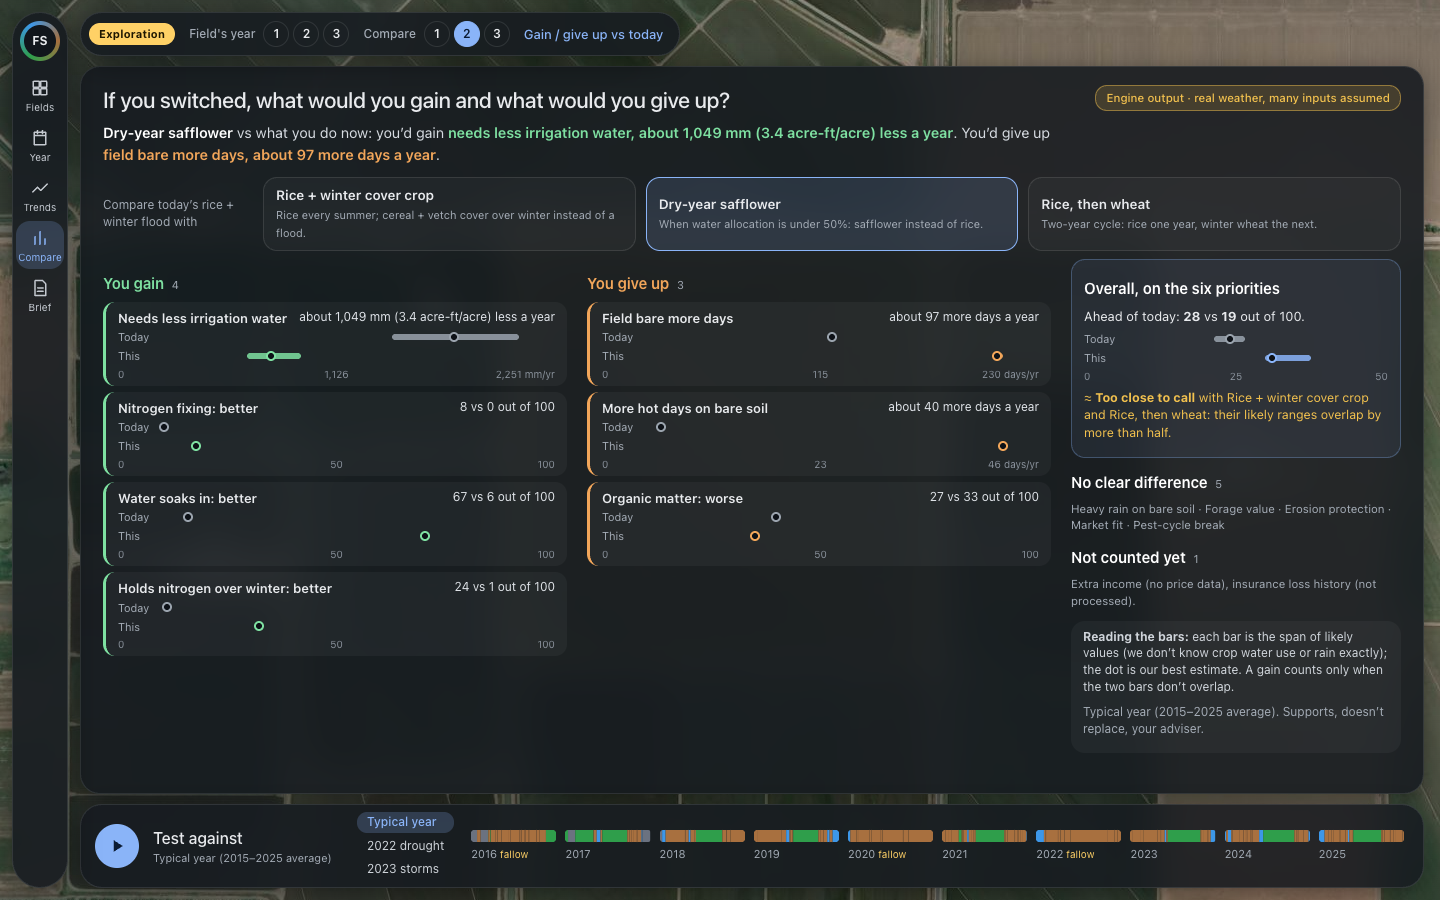 FS
Fields
Year
Trends
Compare
Brief
Exploration Field's year 1 2 3 Compare 1 2 3 Gain / give up vs today
If you switched, what would you gain and what would you give up?
Engine output · real weather, many inputs assumed
Dry-year safflower vs what you do now: you'd gain needs less irrigation water, about 1,049 mm (3.4 acre-ft/acre) less a year. You'd give up
field bare more days, about 97 more days a year.
Compare today's rice +
winter flood with
Rice + winter cover crop
Rice every summer; cereal + vetch cover over winter instead of a
flood.
Dry-year safflower
When water allocation is under 50%: safflower instead of rice.
Rice, then wheat
Two-year cycle: rice one year, winter wheat the next.
You gain 4
Needs less irrigation water about 1,049 mm (3.4 acre-ft/acre) less a year
Today
This
0 1,126 2,251 mm/yr
Nitrogen fixing: better 8 vs 0 out of 100
Today
This
0 50 100
Water soaks in: better 67 vs 6 out of 100
Today
This
0 50 100
Holds nitrogen over winter: better 24 vs 1 out of 100
Today
This
0 50 100
You give up 3
Field bare more days about 97 more days a year
Today
This
0 115 230 days/yr
More hot days on bare soil about 40 more days a year
Today
This
0 23 46 days/yr
Organic matter: worse 27 vs 33 out of 100
Today
This
0 50 100
Overall, on the six priorities
Ahead of today: 28 vs 19 out of 100.
Today
This
0 25 50
≈ Too close to call with Rice + winter cover crop
and Rice, then wheat: their likely ranges overlap by
more than half.
No clear difference 5
Heavy rain on bare soil · Forage value · Erosion protection ·
Market fit · Pest-cycle break
Not counted yet 1
Extra income (no price data), insurance loss history (not
processed).
Reading the bars: each bar is the span of likely
values (we don't know crop water use or rain exactly);
the dot is our best estimate. A gain counts only when
the two bars don't overlap.
Typical year (2015–2025 average). Supports, doesn't
replace, your adviser.
Test against
Typical year (2015–2025 average)
Typical year
2022 drought
2023 storms
2016 fallow 2017 2018 2019 2020 fallow 2021 2022 fallow 2023 2024 2025